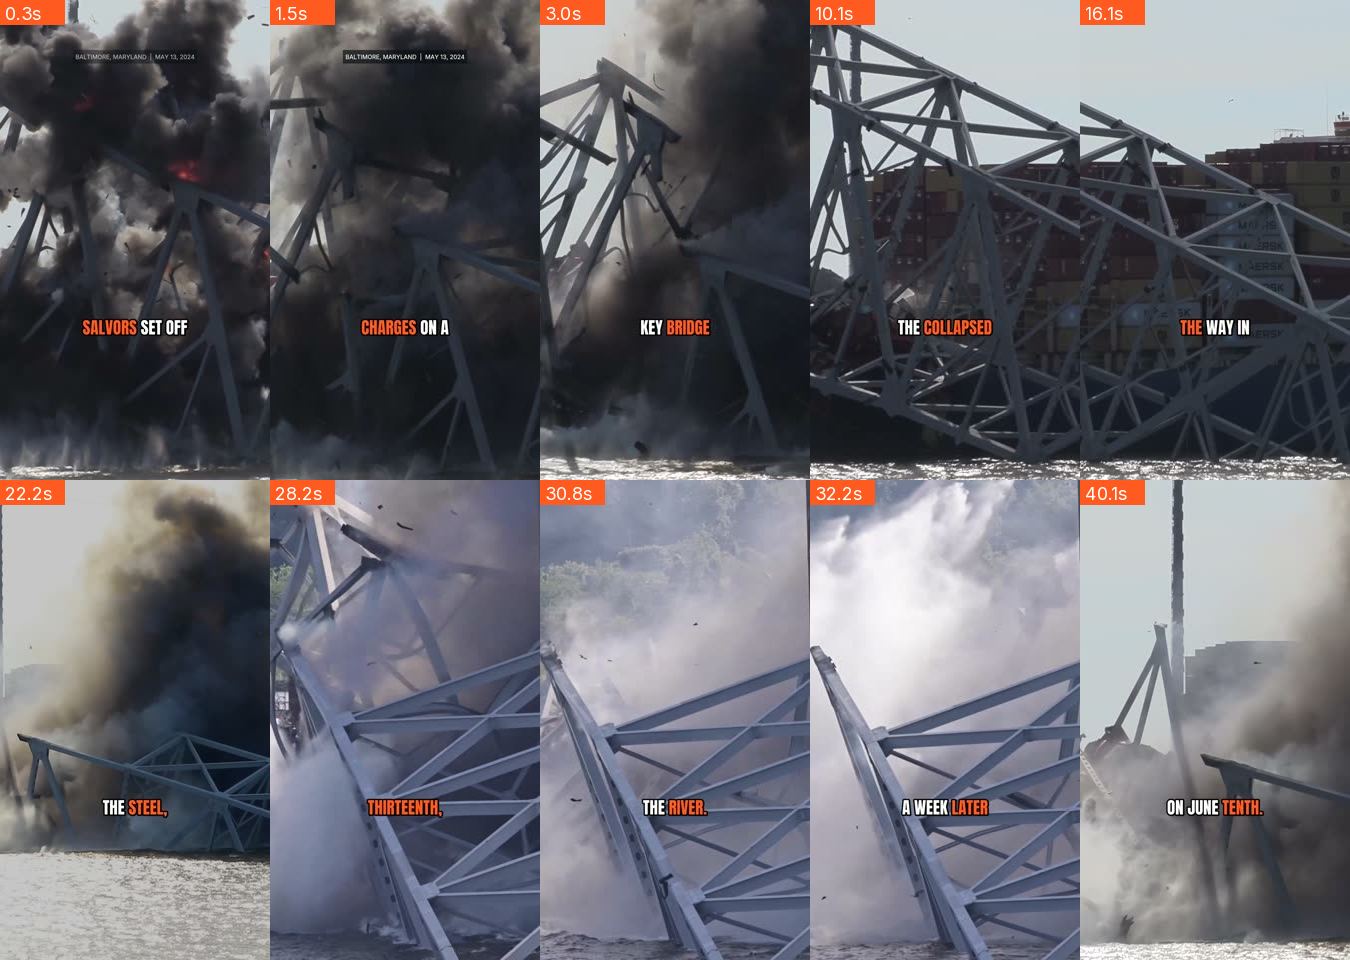 0.3s
BALTIMORE, MARYLAND | MAY 13, 2024
SALVORS SET OFF
1.5s
BALTIMORE, MARYLAND | MAY 13, 2024
CHARGES ON A
3.0s
KEY BRIDGE
10.1s
THE COLLAPSED
16.1s
MAERSK
MAERSK
THE WAY IN
22.2s
THE STEEL,
28.2s
THIRTEENTH,
30.8s
THE RIVER.
32.2s
A WEEK LATER
40.1s
ON JUNE TENTH.